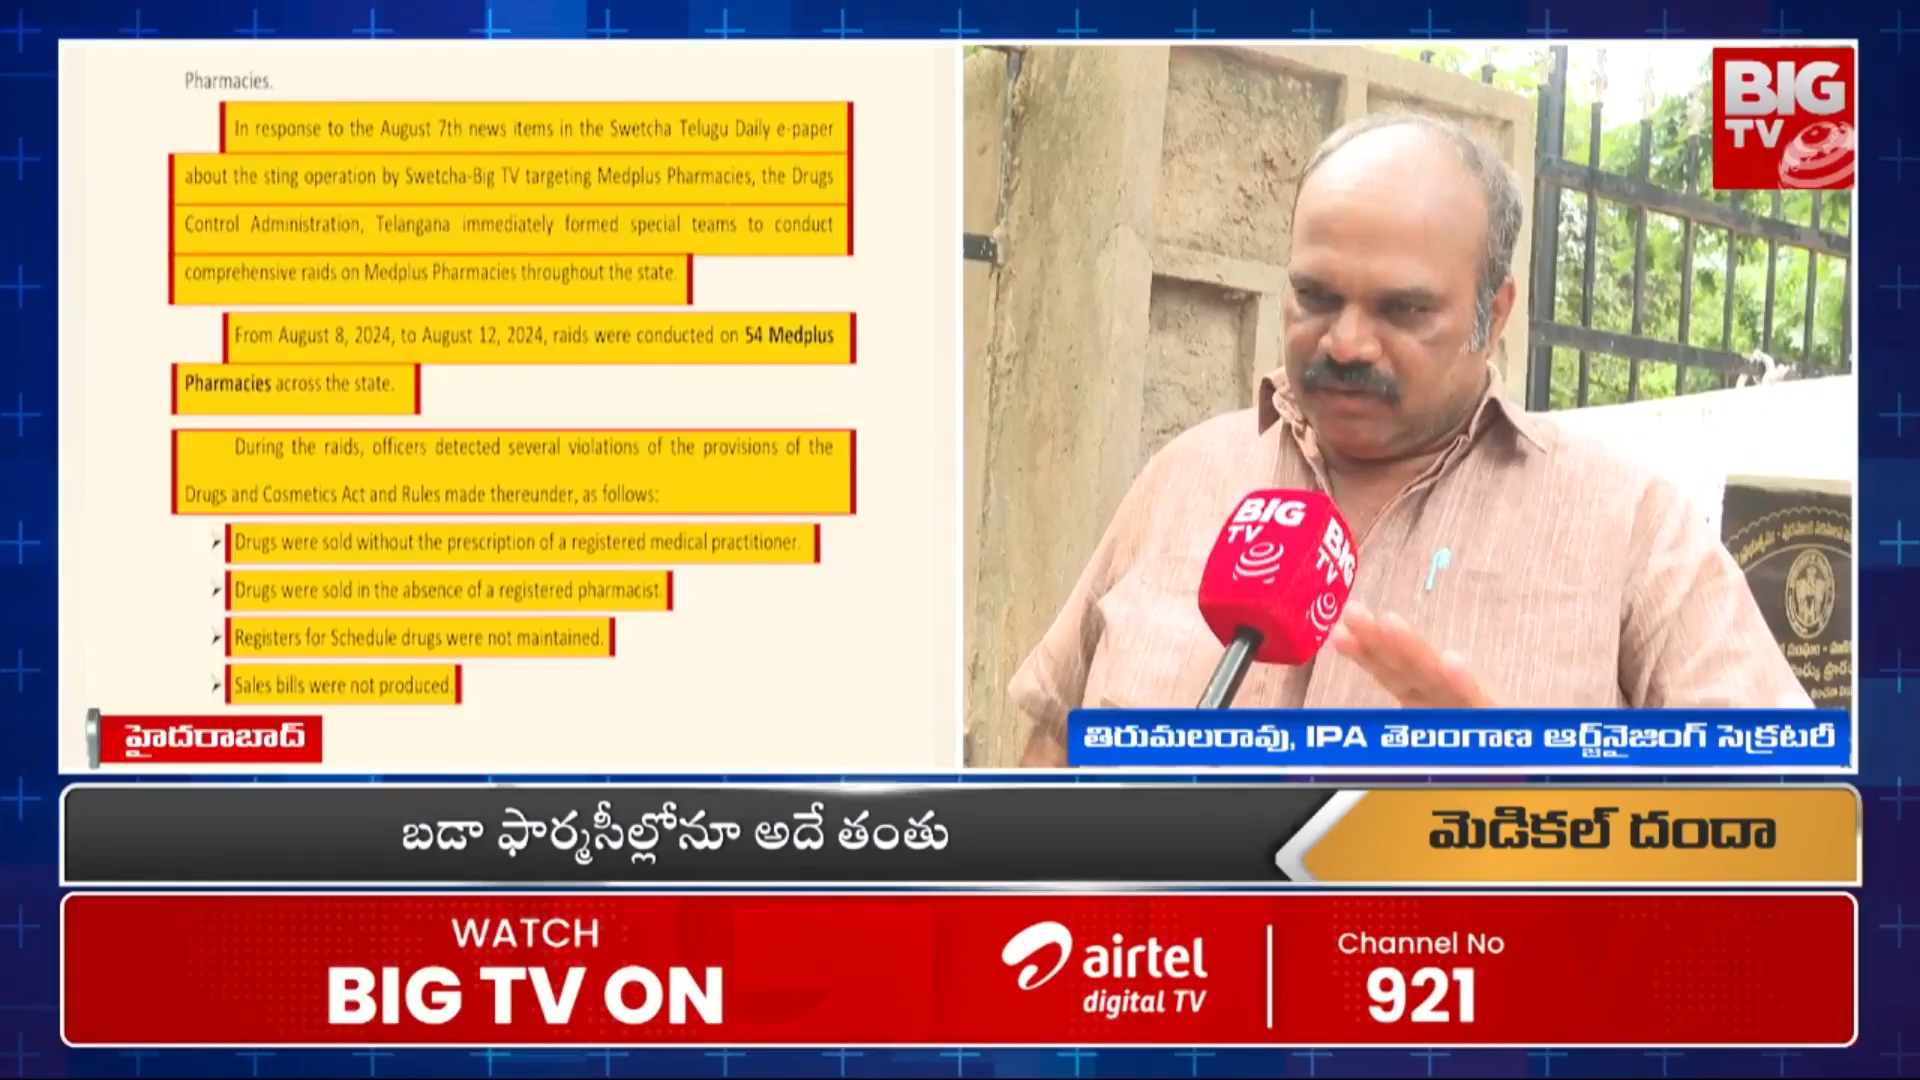 Pharmacies.
In response to the August 7th news items in the Swetcha Telugu Daily e-paper
about the sting operation by Swetcha-Big TV targeting Medplus Pharmacies, the Drugs
Control Administration, Telangana immediately formed special teams to conduct
comprehensive raids on Medplus Pharmacies throughout the state.
From August 8, 2024, to August 12, 2024, raids were conducted on 54 Medplus
Pharmacies across the state.
During the raids, officers detected several violations of the provisions of the
Drugs and Cosmetics Act and Rules made thereunder, as follows:
➢ Drugs were sold without the prescription of a registered medical practitioner.
➢ Drugs were sold in the absence of a registered pharmacist.
➢ Registers for Schedule drugs were not maintained.
➢ Sales bills were not produced.
హైదరాబాద్
BIG
TV
BIG
TV
BIG
TV
తిరుమలరావు, IPA తెలంగాణ ఆర్గనైజింగ్ సెక్రటరీ
బడా ఫార్మసీల్లోనూ అదే తంతు
మెడికల్ దందా
WATCH
BIG TV ON
airtel
digital TV
Channel No
921